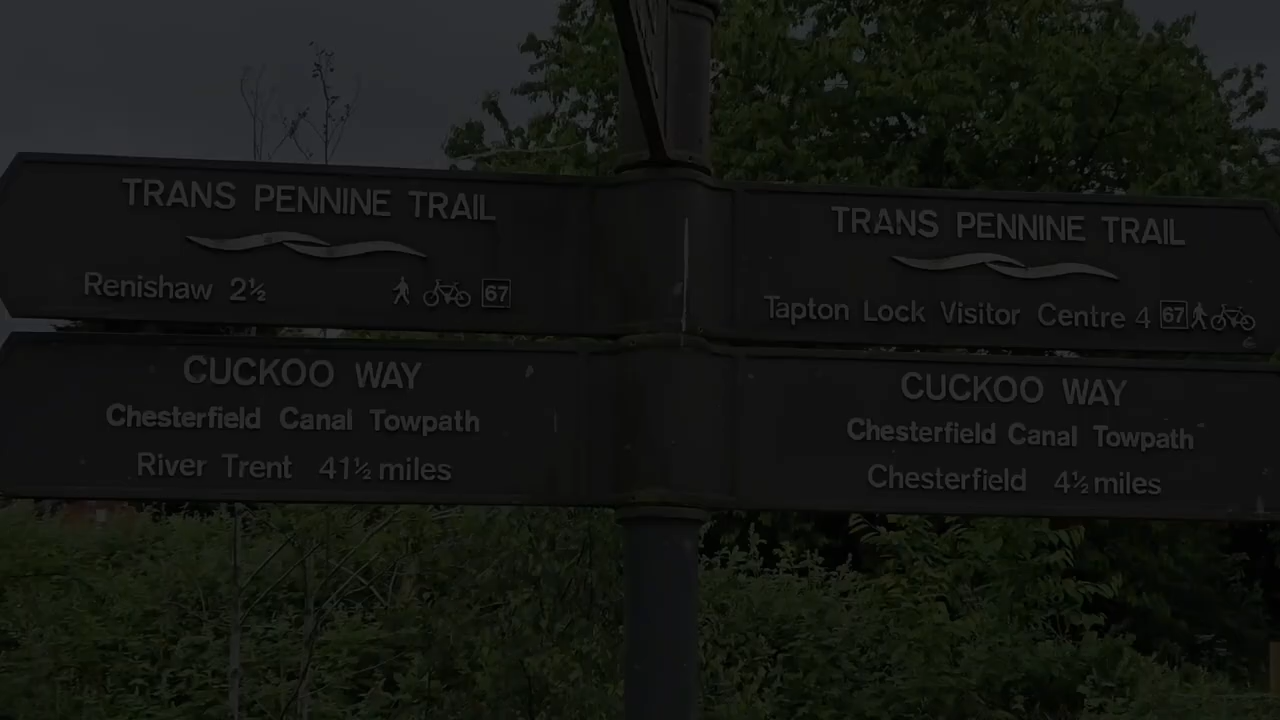 TRANS PENNINE TRAIL
Renishaw 2½ 67
CUCKOO WAY
Chesterfield Canal Towpath
River Trent 41½ miles
TRANS PENNINE TRAIL
Tapton Lock Visitor Centre 4 67
CUCKOO WAY
Chesterfield Canal Towpath
Chesterfield 4½ miles